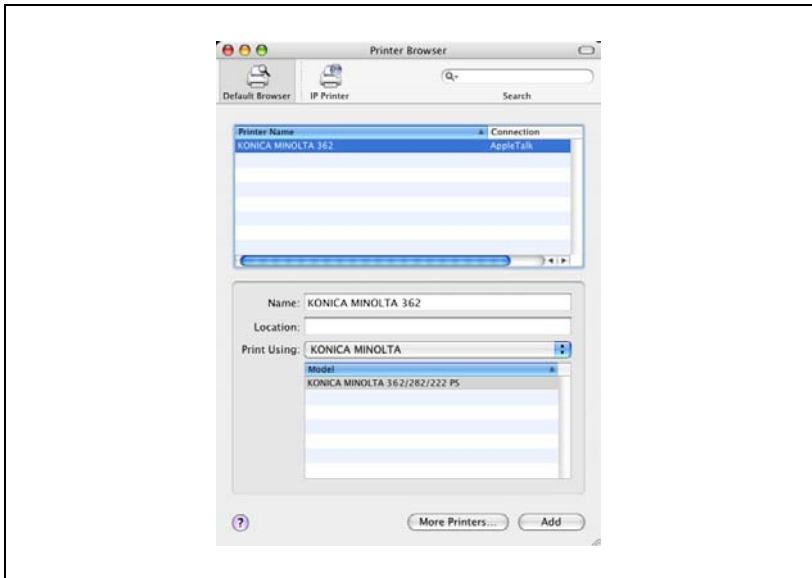 Printer Browser
Default Browser
IP Printer
Search
Printer Name Connection
KONICA MINOLTA 362 AppleTalk
Name: KONICA MINOLTA 362
Location:
Print Using: KONICA MINOLTA
Model
KONICA MINOLTA 362/282/222 PS
? More Printers... Add